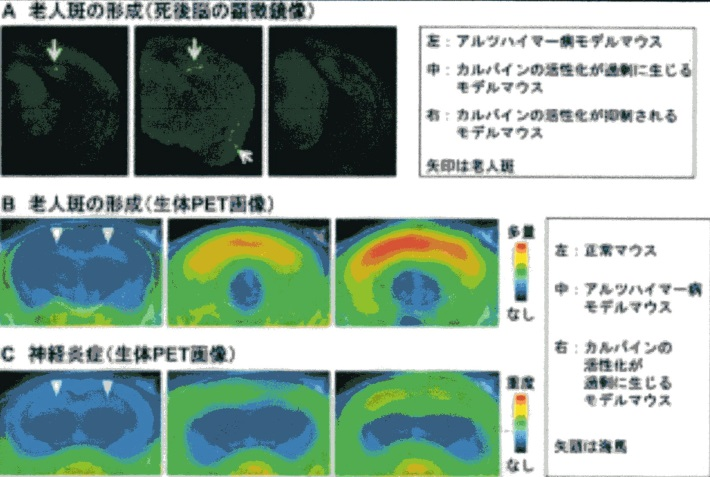 A 老人斑の形成(死後脳の顕微鏡像)
左：アルツハイマー病モデルマウス
中：カルパインの活性化が過剰に生じる
モデルマウス
右：カルパインの活性化が抑制される
モデルマウス
矢印は老人斑
B 老人斑の形成(生体PET画像)
多量
なし
左：正常マウス
中：アルツハイマー病
モデルマウス
右：カルパインの
活性化が
過剰に生じる
モデルマウス
矢頭は海馬
C 神経炎症(生体PET画像)
重度
なし